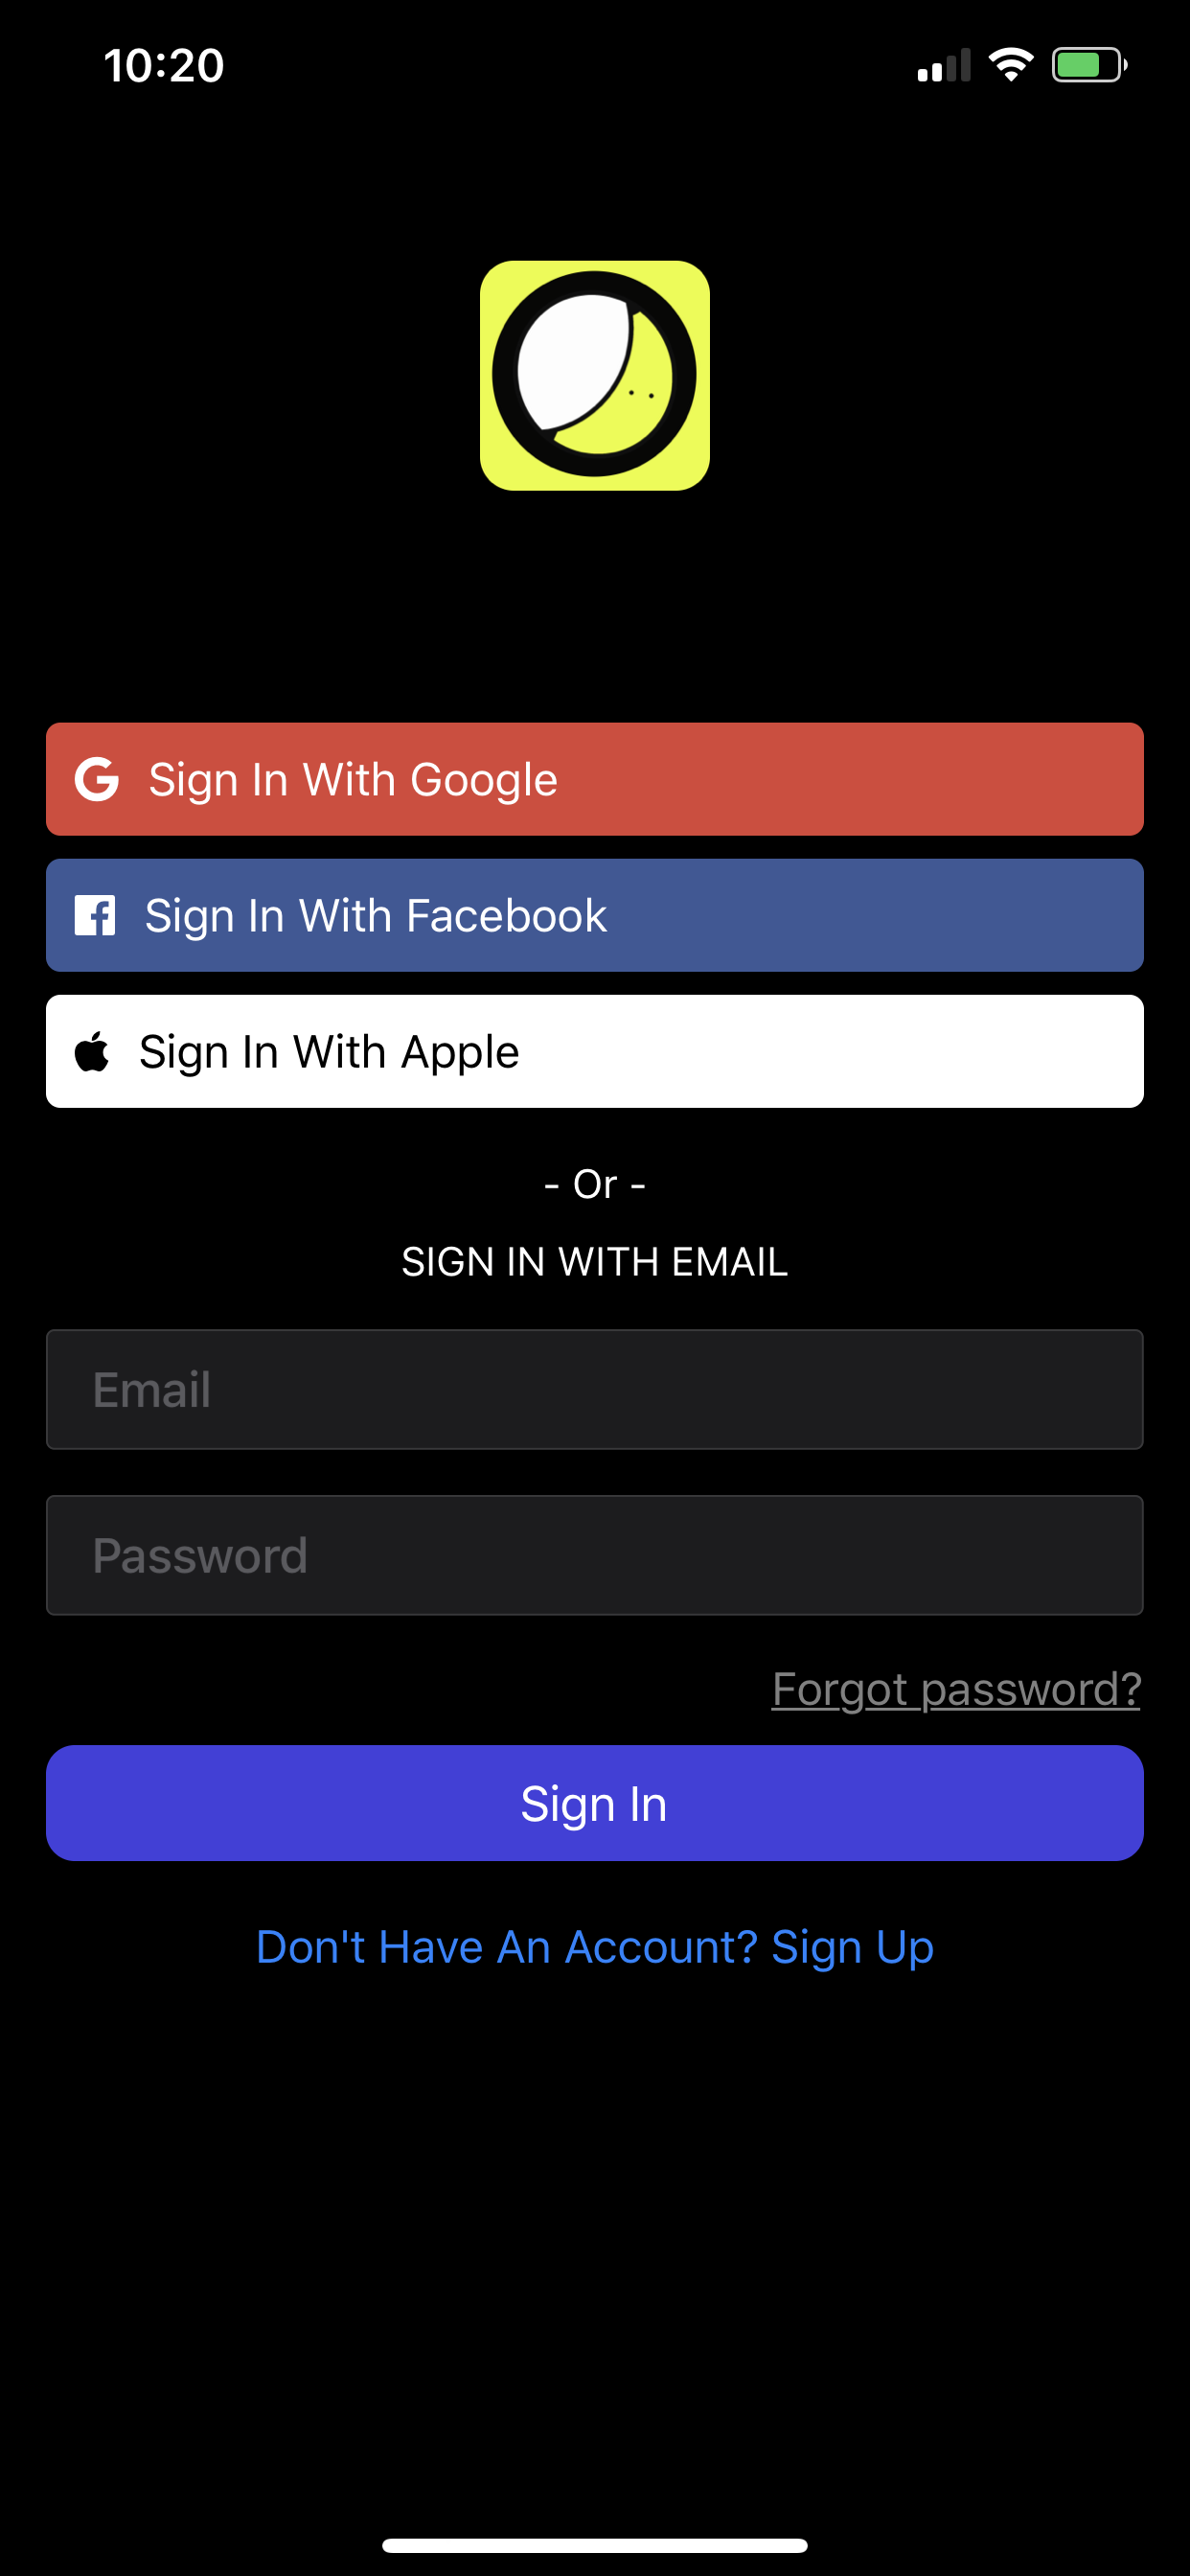 10:20
Sign In With Google
Sign In With Facebook
Sign In With Apple
- Or -
SIGN IN WITH EMAIL
Email
Password
Forgot password?
Sign In
Don't Have An Account? Sign Up